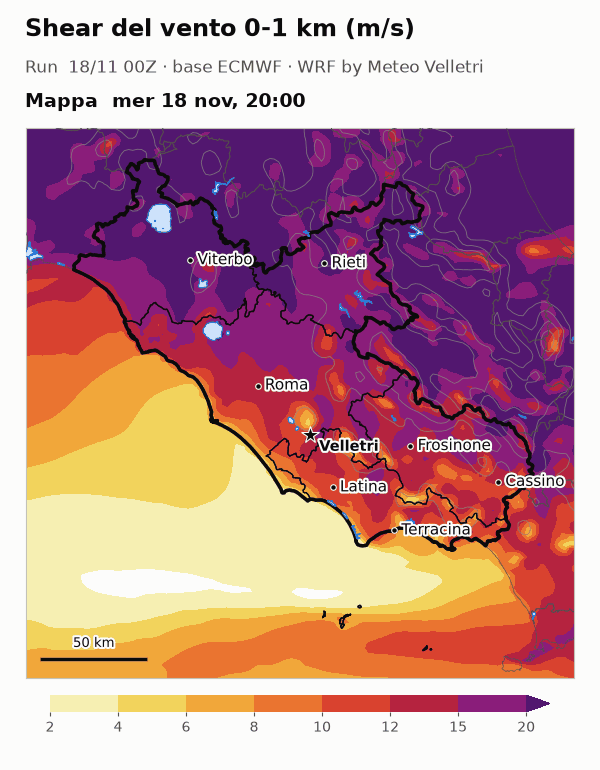 Shear del vento 0-1 km (m/s)
Run  18/11 00Z · base ECMWF · WRF by Meteo Velletri
Mappa  mer 18 nov, 20:00
Viterbo
Rieti
Roma
Velletri
Frosinone
Latina
Cassino
Terracina
50 km
2 4 6 8 10 12 15 20